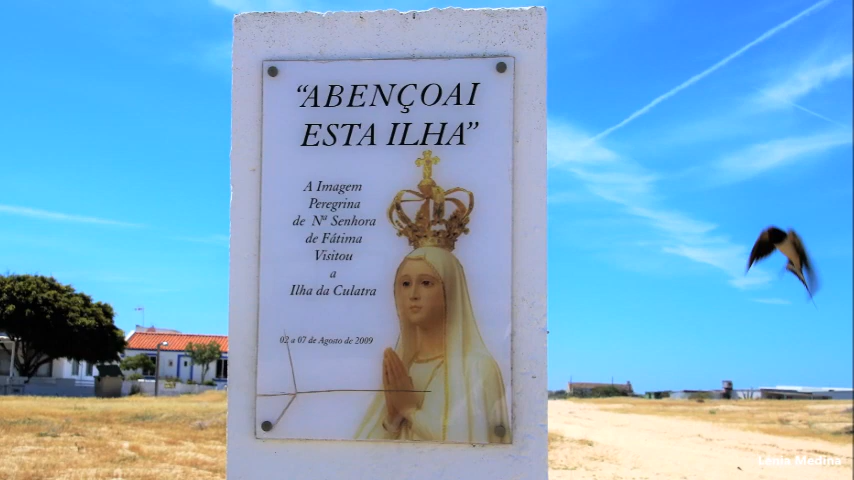 “ABENÇOAI
ESTA ILHA”
A Imagem
Peregrina
de Nª Senhora
de Fátima
Visitou
a
Ilha da Culatra
02 a 07 de Agosto de 2009
Lénia Medina